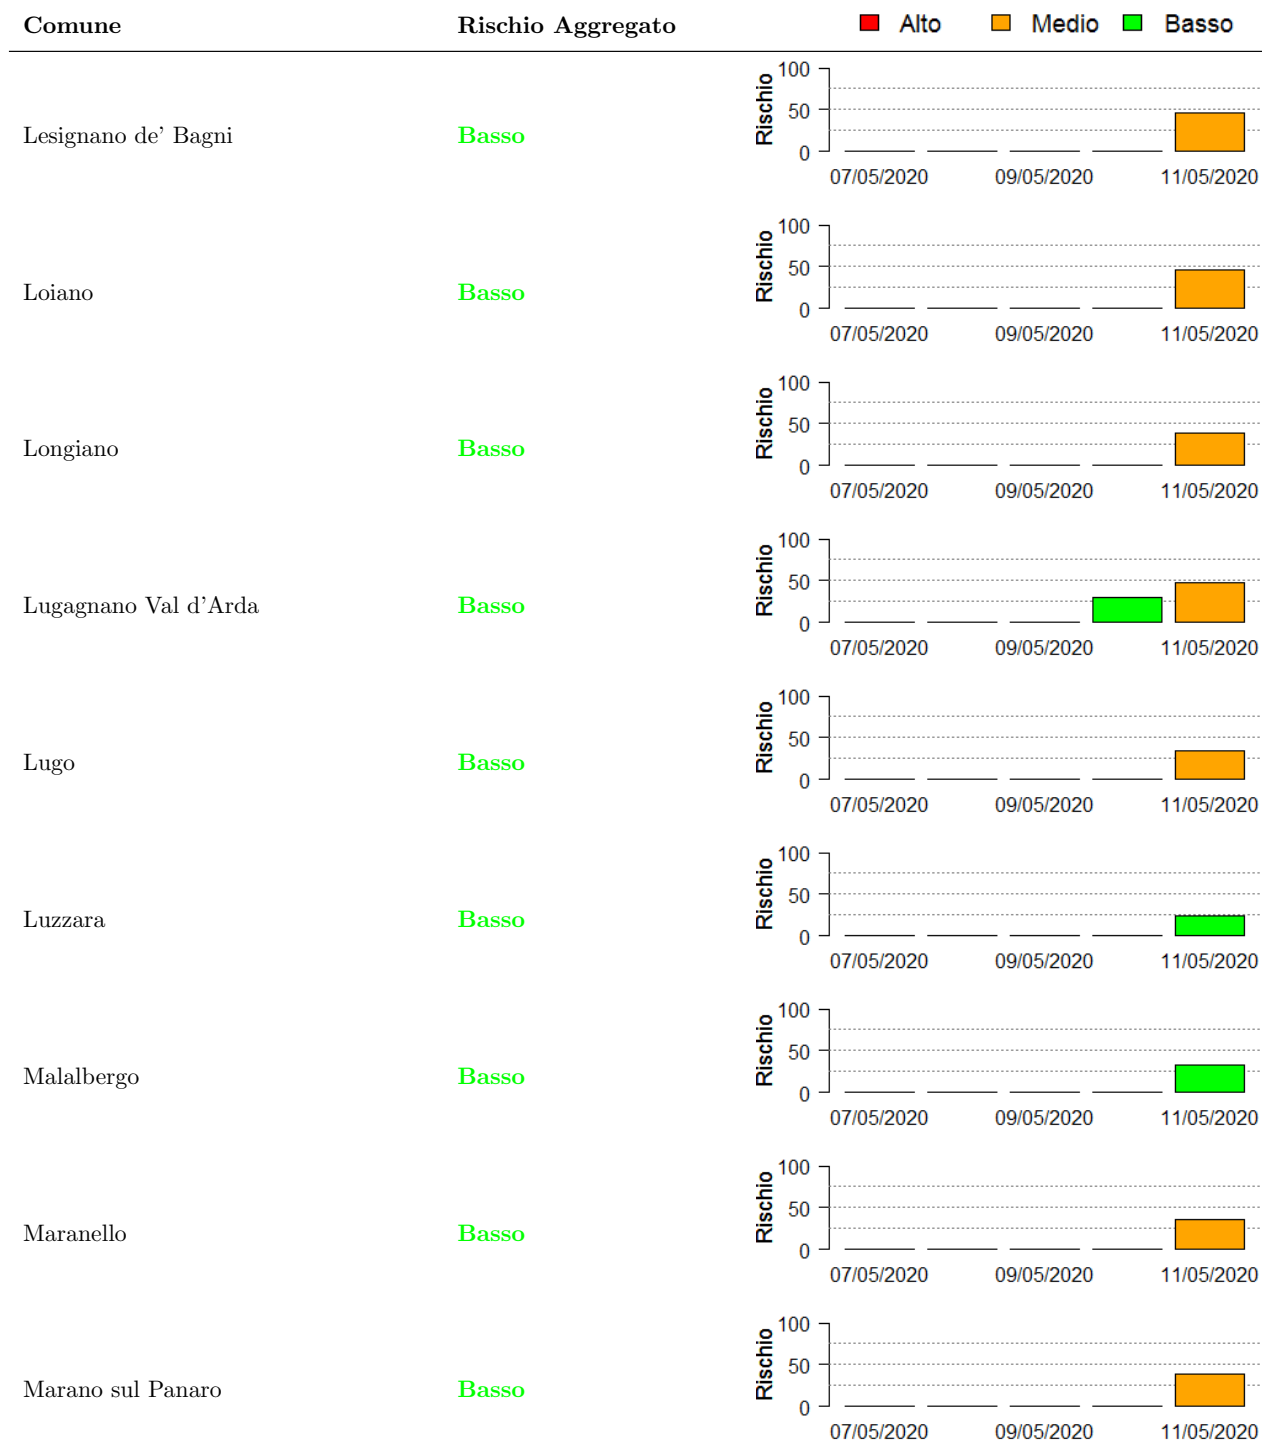 Comune Rischio Aggregato Alto Medio Basso
Lesignano de' Bagni Basso
Rischio
100
50
0
07/05/2020 09/05/2020 11/05/2020
Loiano Basso
Rischio
100
50
0
07/05/2020 09/05/2020 11/05/2020
Longiano Basso
Rischio
100
50
0
07/05/2020 09/05/2020 11/05/2020
Lugagnano Val d'Arda Basso
Rischio
100
50
0
07/05/2020 09/05/2020 11/05/2020
Lugo Basso
Rischio
100
50
0
07/05/2020 09/05/2020 11/05/2020
Luzzara Basso
Rischio
100
50
0
07/05/2020 09/05/2020 11/05/2020
Malalbergo Basso
Rischio
100
50
0
07/05/2020 09/05/2020 11/05/2020
Maranello Basso
Rischio
100
50
0
07/05/2020 09/05/2020 11/05/2020
Marano sul Panaro Basso
Rischio
100
50
0
07/05/2020 09/05/2020 11/05/2020